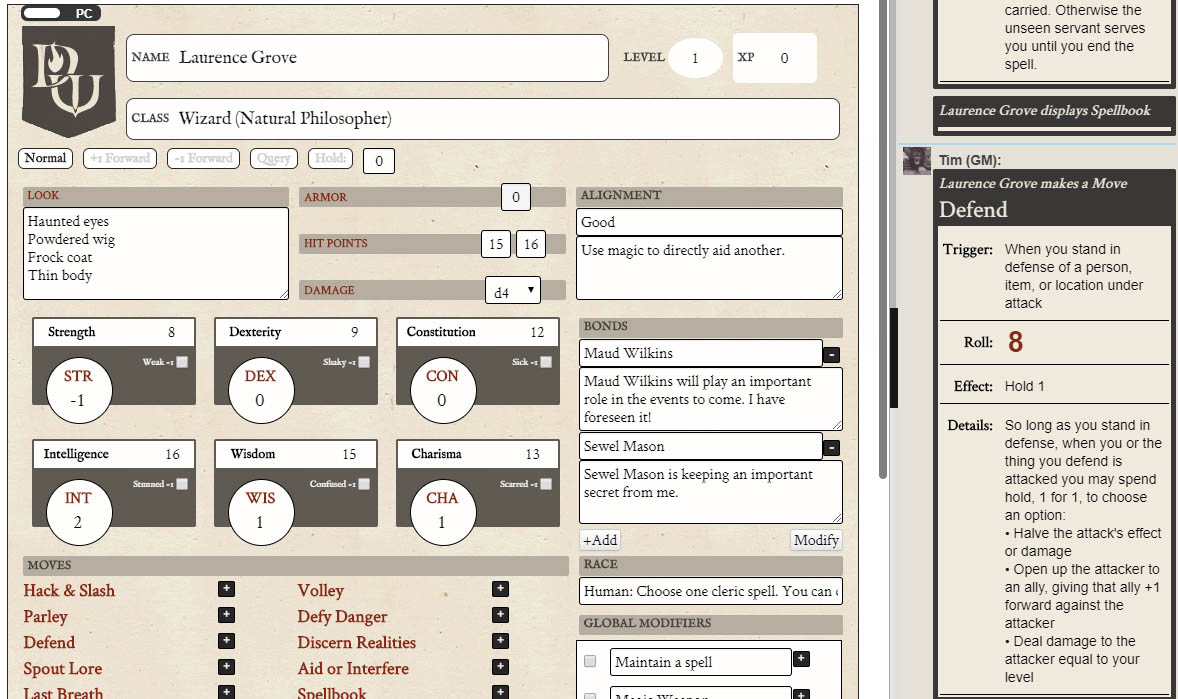 PC
NAME Laurence Grove
LEVEL 1
XP 0
CLASS Wizard (Natural Philosopher)
Normal
+1 Forward
-1 Forward
Query
Hold:
0
LOOK
Haunted eyes
Powdered wig
Frock coat
Thin body
ARMOR 0
HIT POINTS 15 16
DAMAGE d4
ALIGNMENT
Good
Use magic to directly aid another.
Strength 8
Weak -1
STR
-1
Dexterity 9
Shaky -1
DEX
0
Constitution 12
Sick -1
CON
0
Intelligence 16
Stunned -1
INT
2
Wisdom 15
Confused -1
WIS
1
Charisma 13
Scarred -1
CHA
1
BONDS
Maud Wilkins
-
Maud Wilkins will play an important
role in the events to come. I have
foreseen it!
Sewel Mason
-
Sewel Mason is keeping an important
secret from me.
+Add
Modify
MOVES
Hack & Slash +
Volley +
Parley +
Defy Danger +
Defend +
Discern Realities +
Spout Lore +
Aid or Interfere +
Last Breath +
Spellbook +
RACE
Human: Choose one cleric spell. You can
GLOBAL MODIFIERS
Maintain a spell +
Magic Weapon +
carried. Otherwise the
unseen servant serves
you until you end the
spell.
Laurence Grove displays Spellbook
Tim (GM):
Laurence Grove makes a Move
Defend
Trigger: When you stand in
defense of a person,
item, or location under
attack
Roll: 8
Effect: Hold 1
Details: So long as you stand in
defense, when you or the
thing you defend is
attacked you may spend
hold, 1 for 1, to choose
an option:
• Halve the attack's effect
or damage
• Open up the attacker to
an ally, giving that ally +1
forward against the
attacker
• Deal damage to the
attacker equal to your
level